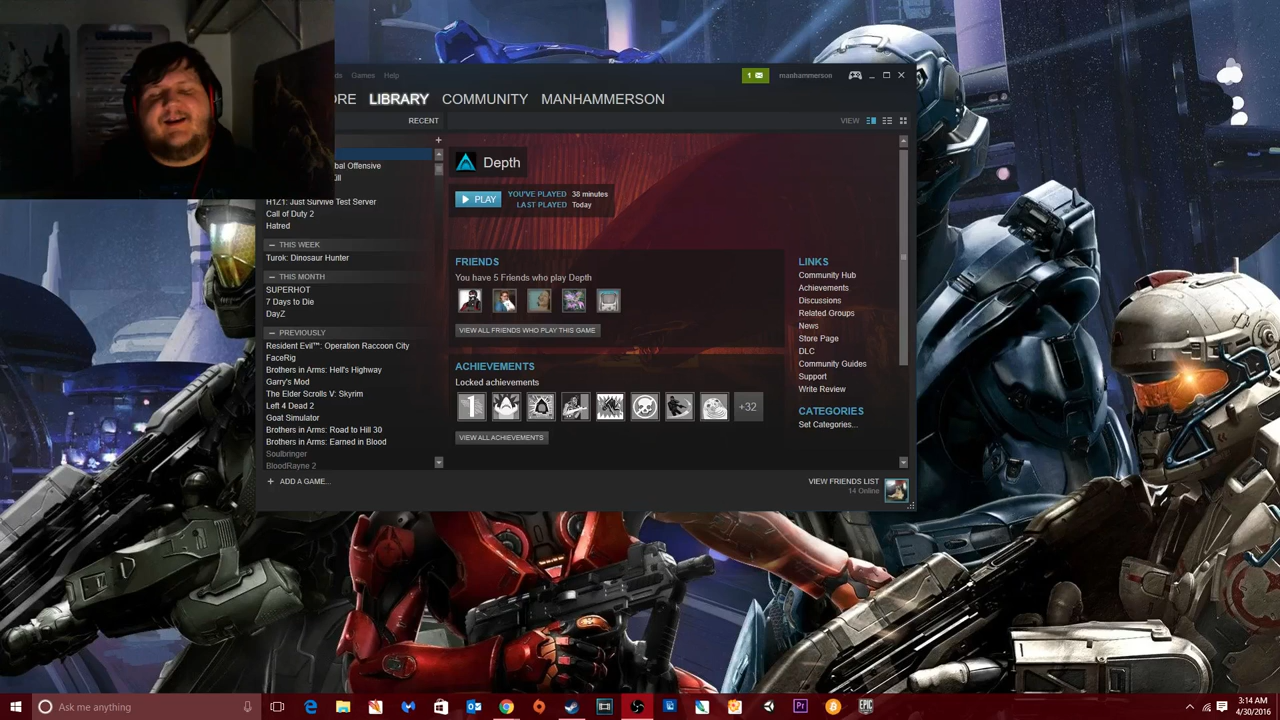 ds Games Help
1 manhammerson
ORE LIBRARY COMMUNITY MANHAMMERSON
RECENT
VIEW
+
bal Offensive
H1Z1: Just Survive Test Server
Call of Duty 2
Hatred
— THIS WEEK
Turok: Dinosaur Hunter
— THIS MONTH
SUPERHOT
7 Days to Die
DayZ
— PREVIOUSLY
Resident Evil™: Operation Raccoon City
FaceRig
Brothers in Arms: Hell's Highway
Garry's Mod
The Elder Scrolls V: Skyrim
Left 4 Dead 2
Goat Simulator
Brothers in Arms: Road to Hill 30
Brothers in Arms: Earned in Blood
Soulbringer
BloodRayne 2
+ ADD A GAME...
Depth
PLAY
YOU'VE PLAYED 38 minutes
LAST PLAYED Today
FRIENDS
You have 5 Friends who play Depth
VIEW ALL FRIENDS WHO PLAY THIS GAME
ACHIEVEMENTS
Locked achievements
1 +32
VIEW ALL ACHIEVEMENTS
LINKS
Community Hub
Achievements
Discussions
Related Groups
News
Store Page
DLC
Community Guides
Support
Write Review
CATEGORIES
Set Categories...
VIEW FRIENDS LIST
14 Online
Ask me anything
Pr
EPIC
3:14 AM
4/30/2016